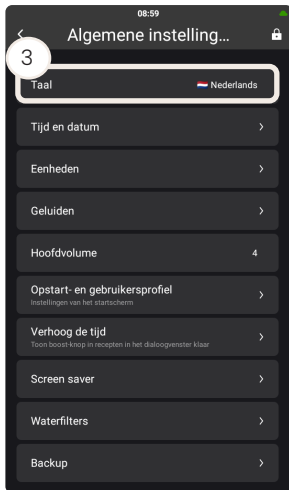 08:59
Algemene instelling...
3
Taal Nederlands
Tijd en datum
Eenheden
Geluiden
Hoofdvolume 4
Opstart- en gebruikersprofiel
Instellingen van het startscherm
Verhoog de tijd
Toon boost-knop in recepten in het dialoogvenster klaar
Screen saver
Waterfilters
Backup